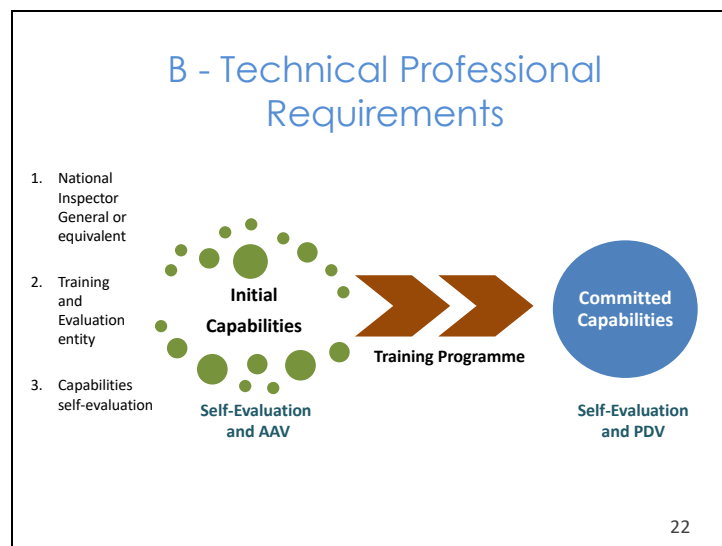 B - Technical Professional
Requirements
1. National
Inspector
General or
equivalent
2. Training
and
Evaluation
entity
3. Capabilities
self-evaluation
Initial
Capabilities
Self-Evaluation
and AAV
Training Programme
Committed
Capabilities
Self-Evaluation
and PDV
22